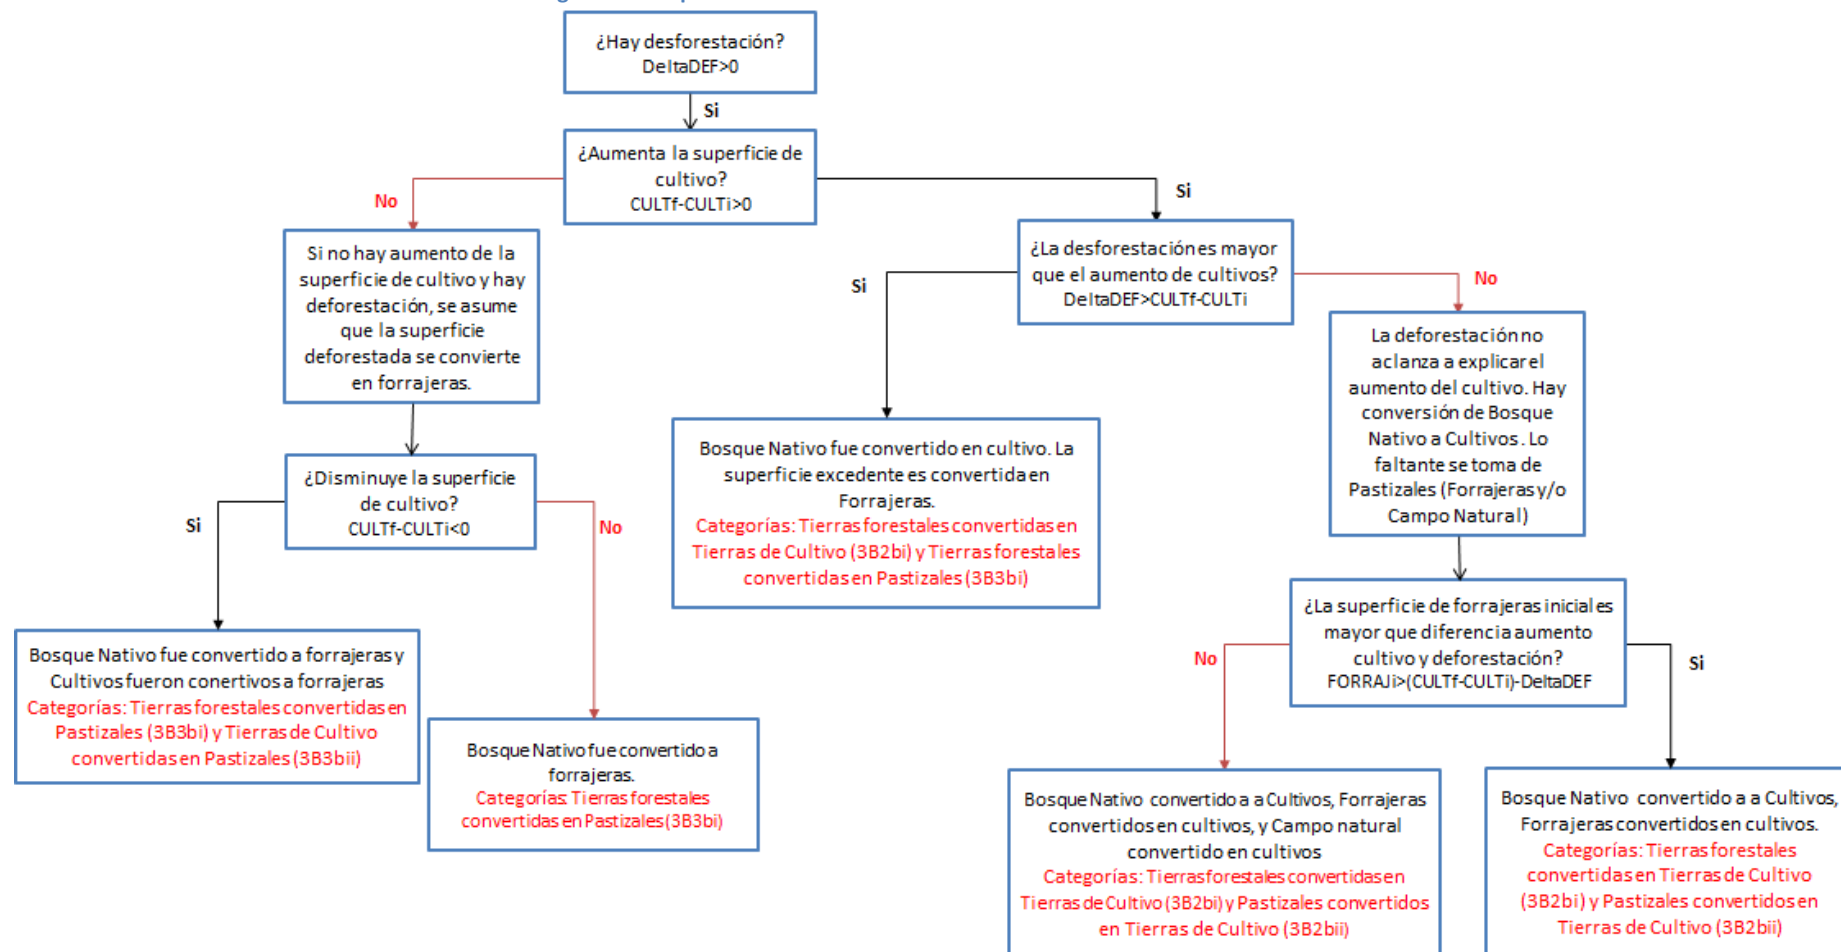 ¿Hay desforestación?
DeltaDEF>0
Si
¿Aumenta la superficie de
cultivo?
CULTf-CULTi>0
No
Si
Si no hay aumento de la
superficie de cultivo y hay
deforestación, se asume
que la superficie
deforestada se convierte
en forrajeras.
¿La desforestación es mayor
que el aumento de cultivos?
DeltaDEF>CULTf-CULTi
Si
No
La deforestación no
aclanza a explicar el
aumento del cultivo. Hay
conversión de Bosque
Nativo a Cultivos. Lo
faltante se toma de
Pastizales (Forrajeras y/o
Campo Natural)
¿Disminuye la superficie
de cultivo?
CULTf-CULTi<0
Si
No
Bosque Nativo fue convertido en cultivo. La
superficie excedente es convertida en
Forrajeras.
Categorías: Tierras forestales convertidas en
Tierras de Cultivo (3B2bi) y Tierras forestales
convertidas en Pastizales (3B3bi)
¿La superficie de forrajeras inicial es
mayor que diferencia aumento
cultivo y deforestación?
FORRAJi>(CULTf-CULTi)-DeltaDEF
No
Si
Bosque Nativo fue convertido a forrajeras y
Cultivos fueron conertivos a forrajeras
Categorías: Tierras forestales convertidas en
Pastizales (3B3bi) y Tierras de Cultivo
convertidas en Pastizales (3B3bii)
Bosque Nativo fue convertido a
forrajeras.
Categorías: Tierras forestales
convertidas en Pastizales (3B3bi)
Bosque Nativo convertido a a Cultivos, Forrajeras
convertidos en cultivos, y Campo natural
convertido en cultivos
Categorías: Tierras forestales convertidas en
Tierras de Cultivo (3B2bi) y Pastizales convertidos
en Tierras de Cultivo (3B2bii)
Bosque Nativo convertido a a Cultivos,
Forrajeras convertidos en cultivos.
Categorías: Tierras forestales
convertidas en Tierras de Cultivo
(3B2bi) y Pastizales convertidos en
Tierras de Cultivo (3B2bii)